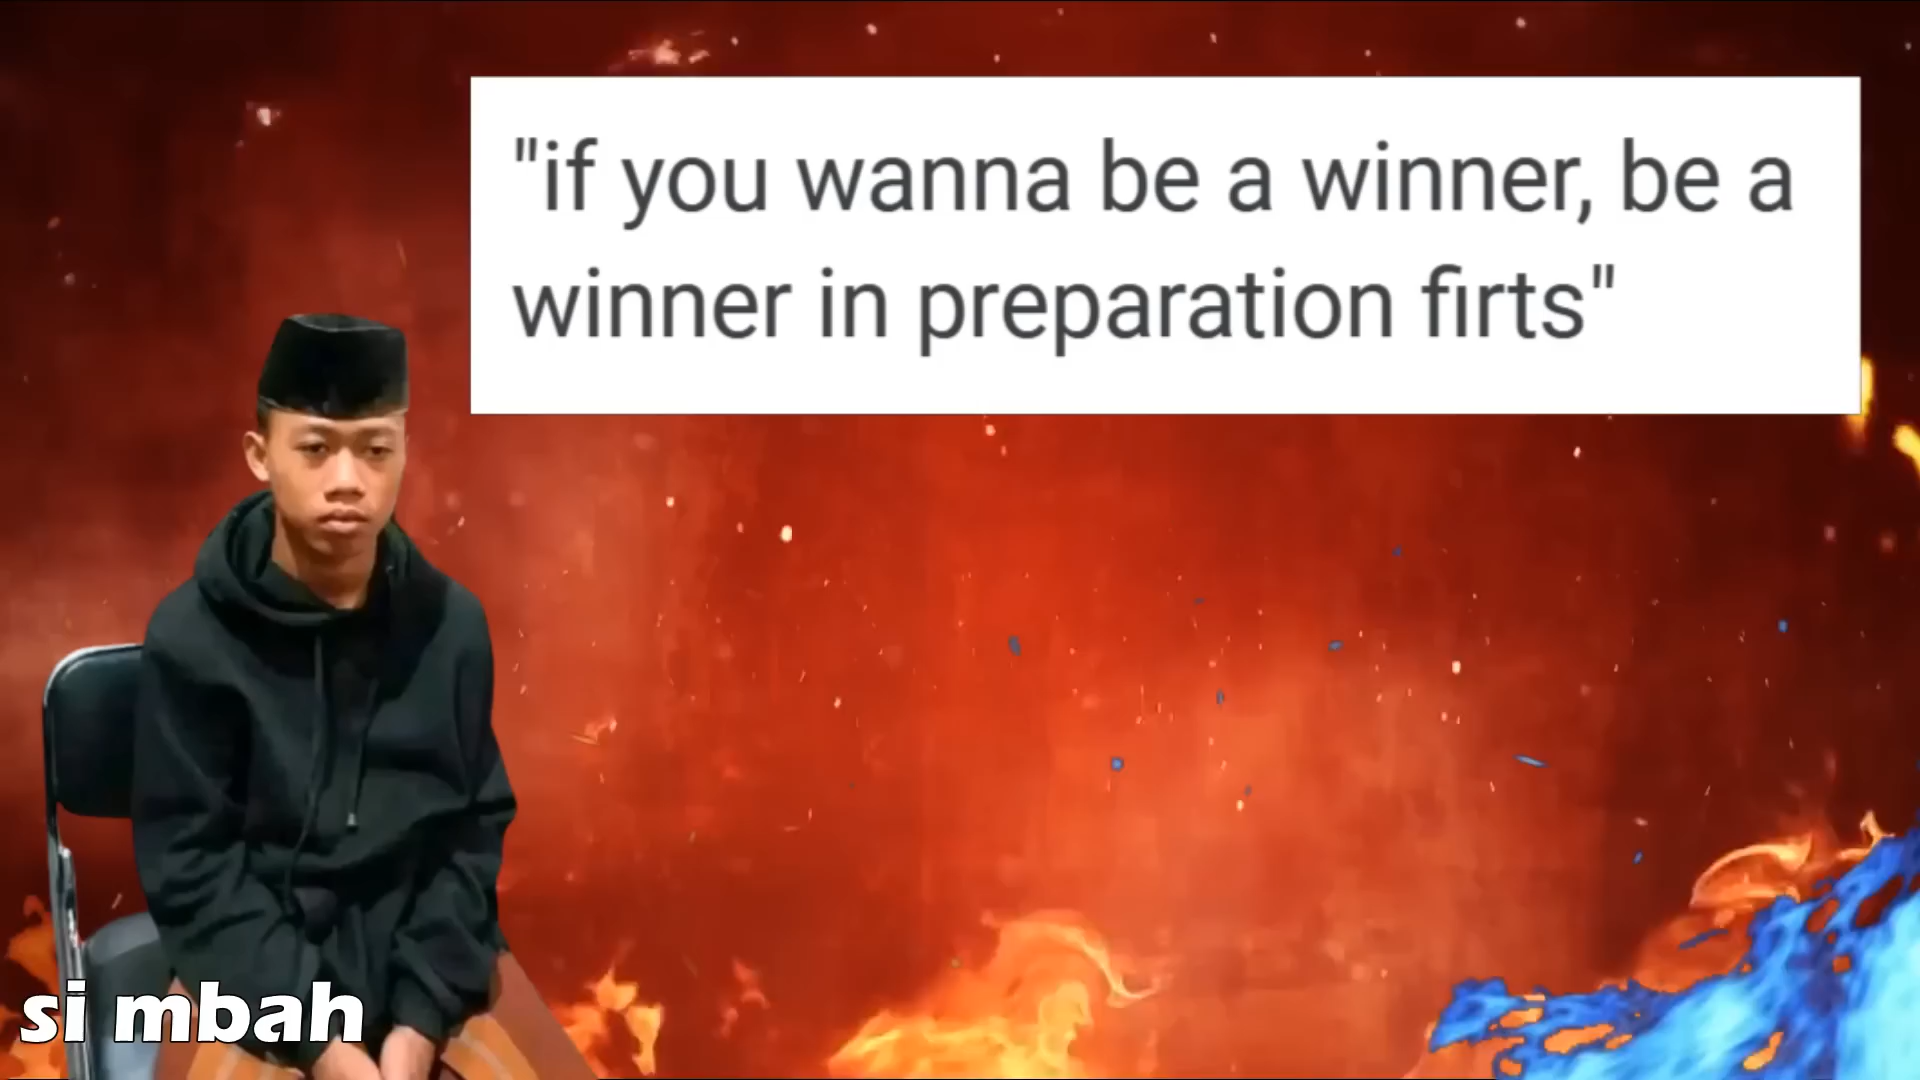 "if you wanna be a winner, be a
winner in preparation firts"
si mbah